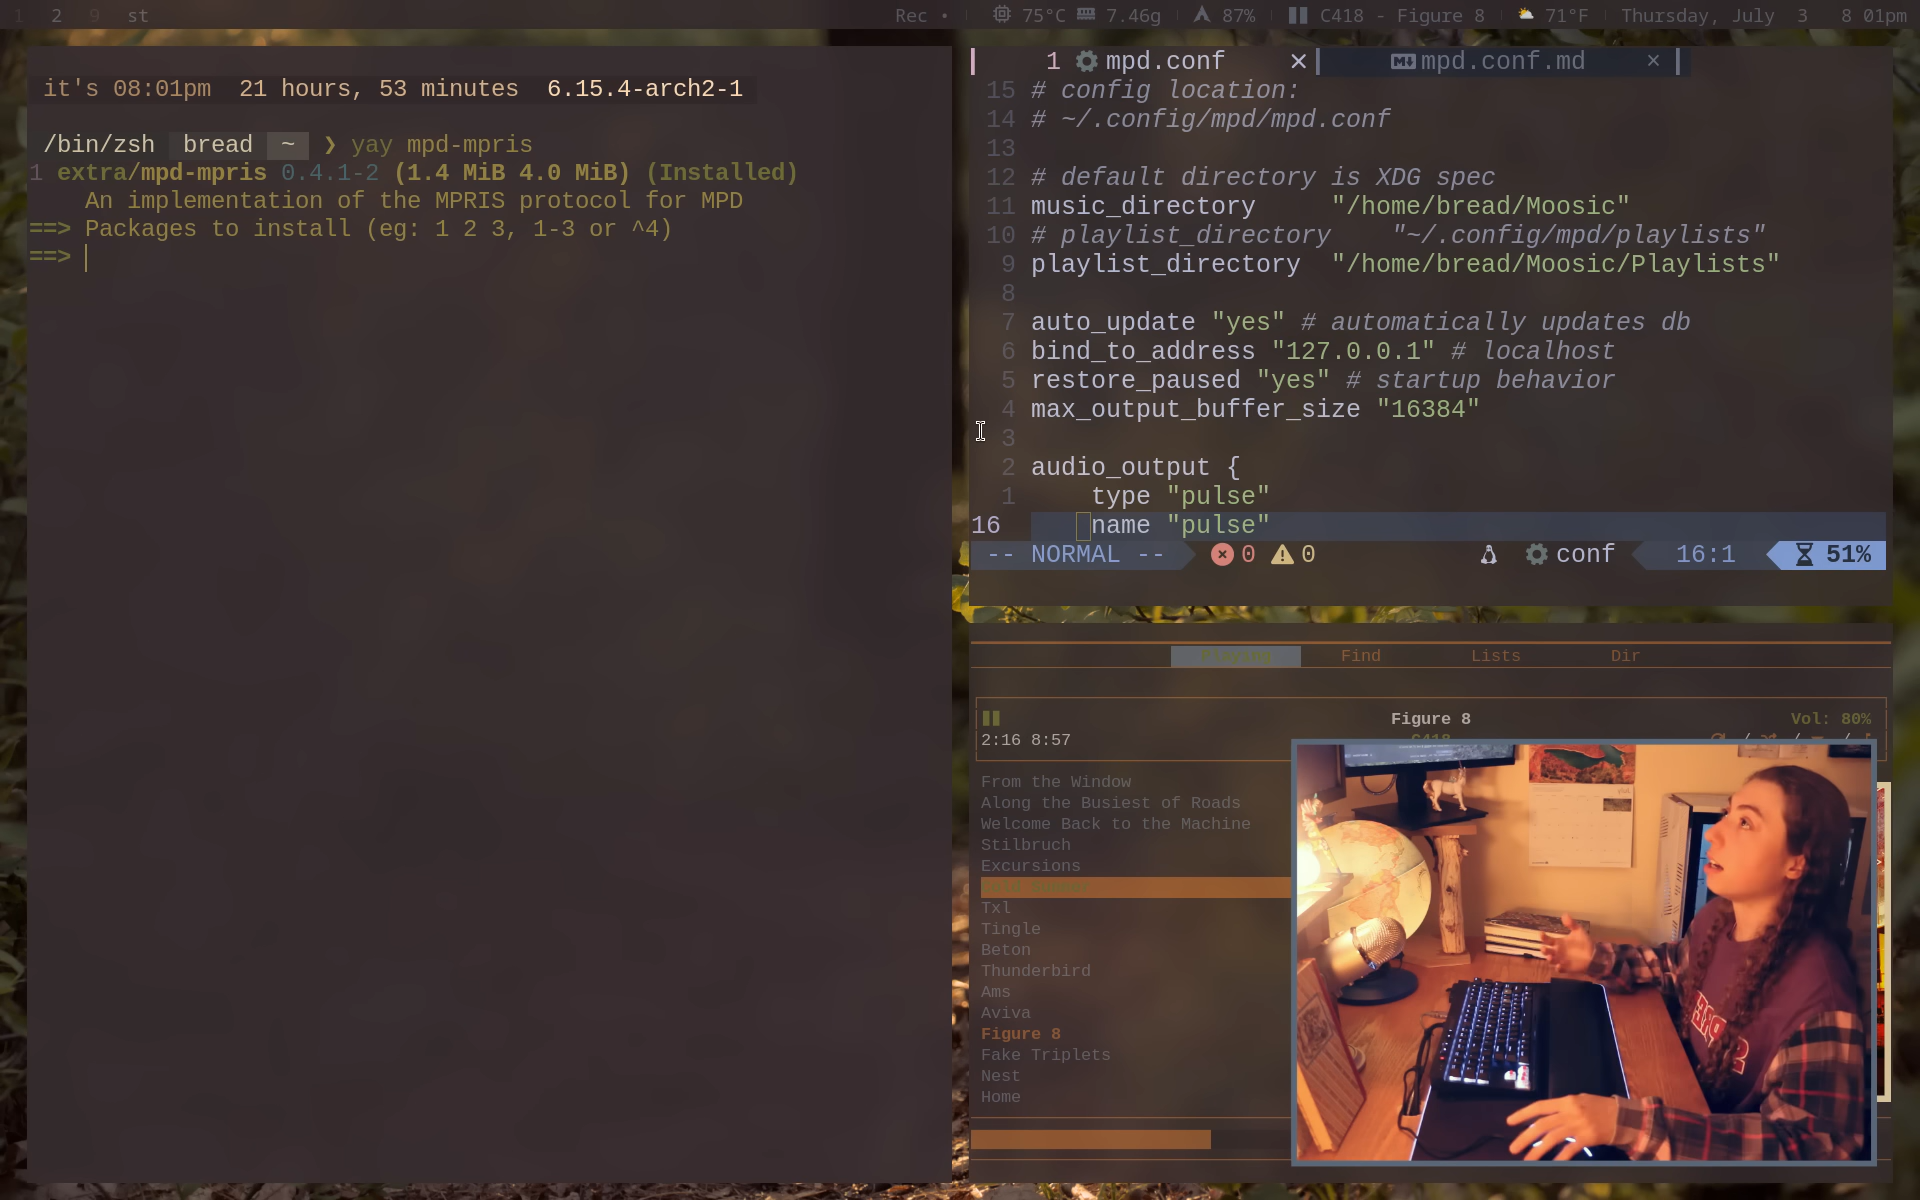 1 2 9 st Rec • 75°C 7.46g 87% C418 - Figure 8 71°F Thursday, July 3 8 01pm
it's 08:01pm 21 hours, 53 minutes 6.15.4-arch2-1
/bin/zsh bread ~ ❯ yay mpd-mpris
1 extra/mpd-mpris 0.4.1-2 (1.4 MiB 4.0 MiB) (Installed)
An implementation of the MPRIS protocol for MPD
==> Packages to install (eg: 1 2 3, 1-3 or ^4)
==>
1 mpd.conf × mpd.conf.md ×
15 # config location:
14 # ~/.config/mpd/mpd.conf
13
12 # default directory is XDG spec
11 music_directory "/home/bread/Moosic"
10 # playlist_directory "~/.config/mpd/playlists"
9 playlist_directory "/home/bread/Moosic/Playlists"
8
7 auto_update "yes" # automatically updates db
6 bind_to_address "127.0.0.1" # localhost
5 restore_paused "yes" # startup behavior
4 max_output_buffer_size "16384"
3
2 audio_output {
1 type "pulse"
16 name "pulse"
-- NORMAL -- 0 0 conf 16:1 51%
Playing Find Lists Dir
Figure 8 Vol: 80%
2:16 8:57 C418
From the Window
Along the Busiest of Roads
Welcome Back to the Machine
Stilbruch
Excursions
Txl
Tingle
Beton
Thunderbird
Ams
Aviva
Figure 8
Fake Triplets
Nest
Home